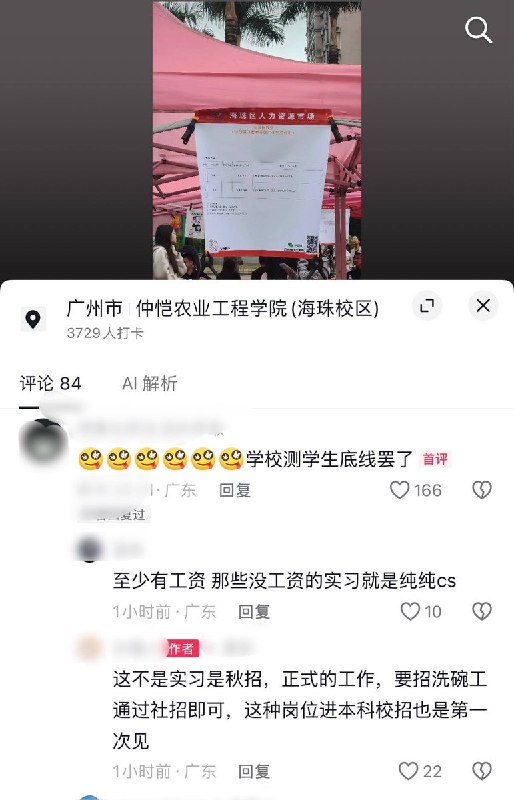 海珠区人力资源市场
广州市 | 仲恺农业工程学院(海珠校区)
3729人打卡
评论 84
AI 解析
学校测学生底线罢了 首评
· 广东 回复 166
至少有工资 那些没工资的实习就是纯纯cs
1小时前 · 广东 回复 10
作者
这不是实习是秋招，正式的工作，要招洗碗工
通过社招即可，这种岗位进本科校招也是第一
次见
1小时前 · 广东 回复 22